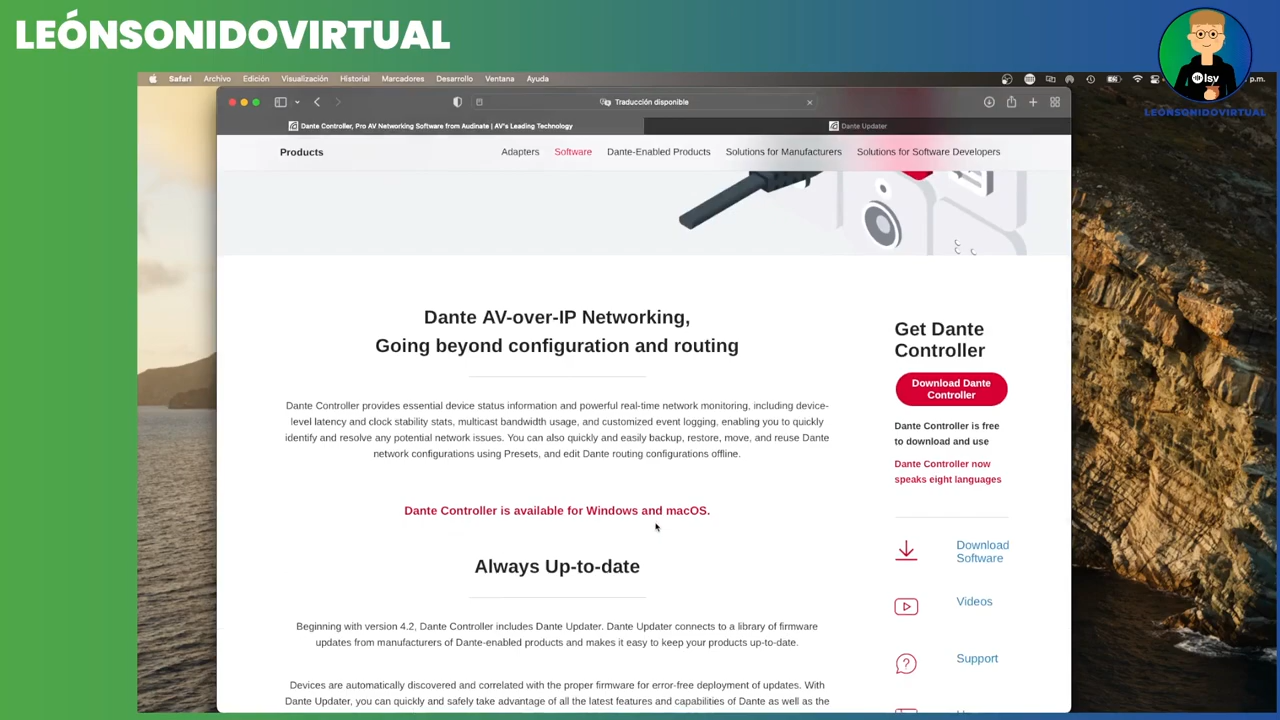 LEÓNSONIDOVIRTUAL
lsv
LEÓNSONIDOVIRTUAL
Safari Archivo Edición Visualización Historial Marcadores Desarrollo Ventana Ayuda
p.m.
Traducción disponible
Dante Controller, Pro AV Networking Software from Audinate | AV's Leading Technology
Dante Updater
Products Adapters Software Dante-Enabled Products Solutions for Manufacturers Solutions for Software Developers
Dante AV-over-IP Networking,
Going beyond configuration and routing
Dante Controller provides essential device status information and powerful real-time network monitoring, including device-
level latency and clock stability stats, multicast bandwidth usage, and customized event logging, enabling you to quickly
identify and resolve any potential network issues. You can also quickly and easily backup, restore, move, and reuse Dante
network configurations using Presets, and edit Dante routing configurations offline.
Dante Controller is available for Windows and macOS.
Always Up-to-date
Beginning with version 4.2, Dante Controller includes Dante Updater. Dante Updater connects to a library of firmware
updates from manufacturers of Dante-enabled products and makes it easy to keep your products up-to-date.
Devices are automatically discovered and correlated with the proper firmware for error-free deployment of updates. With
Dante Updater, you can quickly and safely take advantage of all the latest features and capabilities of Dante as well as the
Get Dante
Controller
Download Dante
Controller
Dante Controller is free
to download and use
Dante Controller now
speaks eight languages
Download
Software
Videos
Support